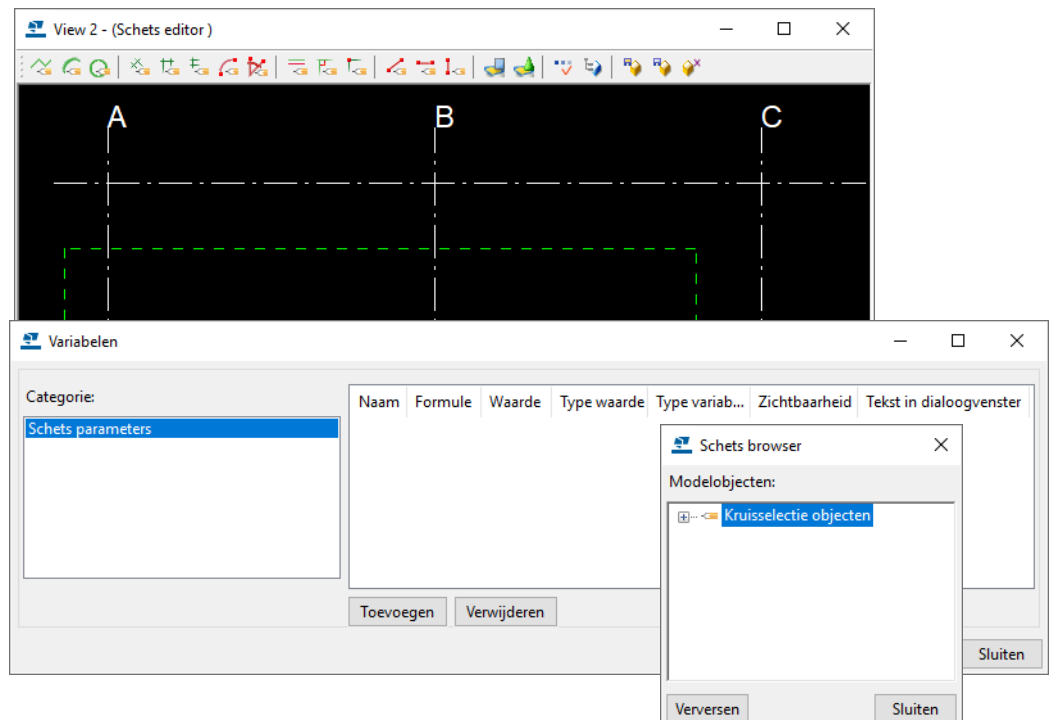 View 2 - (Schets editor )
A B C
Variabelen
Categorie:
Schets parameters
Naam Formule Waarde Type waarde Type variab... Zichtbaarheid Tekst in dialoogvenster
Toevoegen Verwijderen
Sluiten
Schets browser
Modelobjecten:
Kruisselectie objecten
Verversen Sluiten